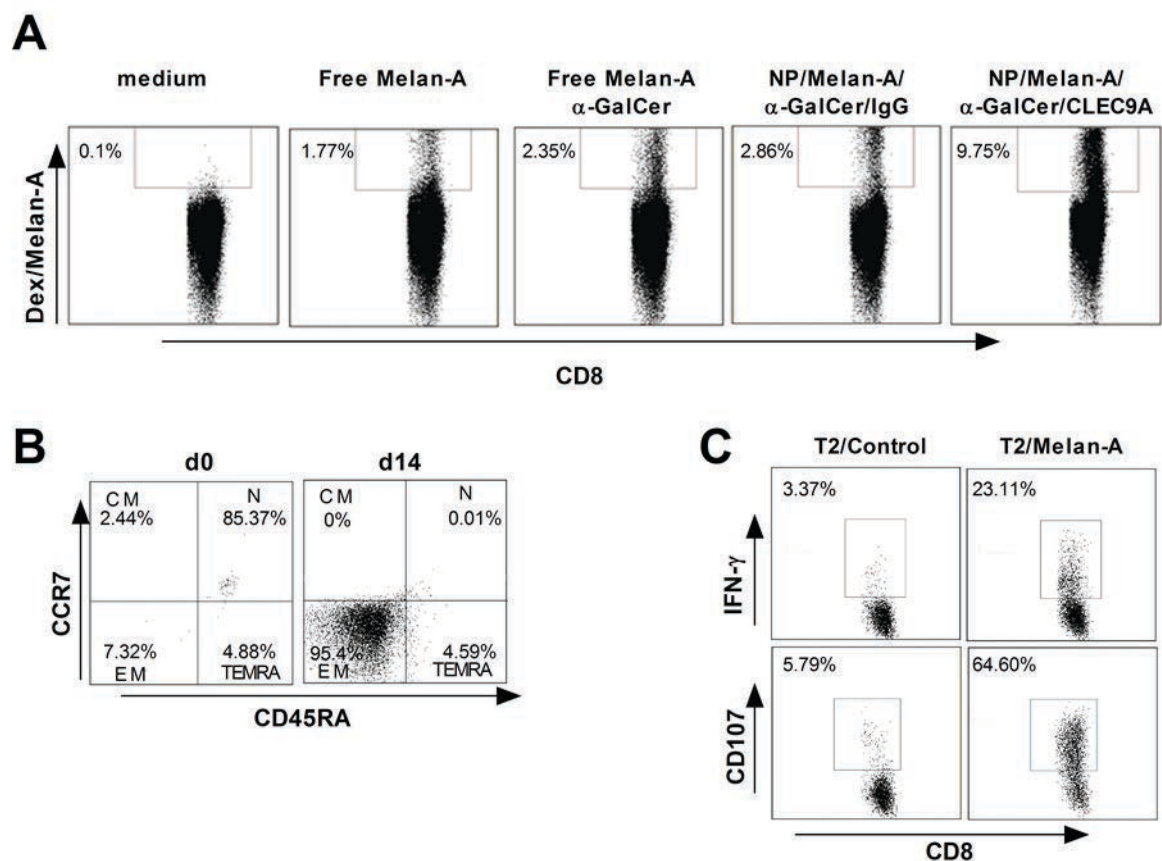 A
medium
Free Melan-A
Free Melan-A
α-GalCer
NP/Melan-A/
α-GalCer/IgG
NP/Melan-A/
α-GalCer/CLEC9A
0.1%
1.77%
2.35%
2.86%
9.75%
Dex/Melan-A
CD8
B
d0
d14
CM
2.44%
N
85.37%
CM
0%
N
0.01%
7.32%
EM
4.88%
TEMRA
95.4%
EM
4.59%
TEMRA
CCR7
CD45RA
C
T2/Control
T2/Melan-A
3.37%
23.11%
IFN-γ
5.79%
64.60%
CD107
CD8